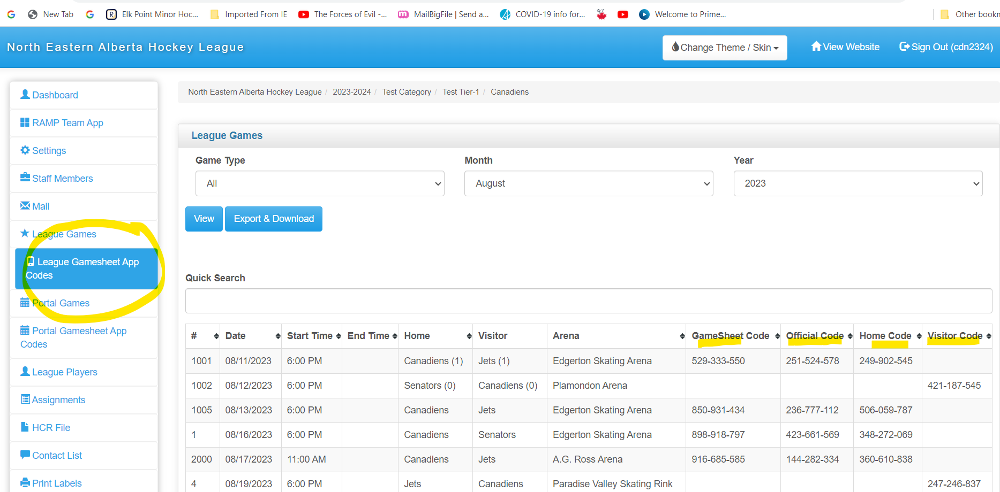 New Tab
Elk Point Minor Hoc...
Imported From IE
The Forces of Evil -...
MailBigFile | Send a...
COVID-19 info for...
Welcome to Prime...
Other bookm
North Eastern Alberta Hockey League
Change Theme / Skin
View Website
Sign Out (cdn2324)
Dashboard
RAMP Team App
Settings
Staff Members
Mail
League Games
League Gamesheet App
Codes
Portal Games
Portal Gamesheet App
Codes
League Players
Assignments
HCR File
Contact List
Print Labels
North Eastern Alberta Hockey League / 2023-2024 / Test Category / Test Tier-1 / Canadiens
League Games
Game Type Month Year
All August 2023
View Export & Download
Quick Search
# Date Start Time End Time Home Visitor Arena GameSheet Code Official Code Home Code Visitor Code
1001 08/11/2023 6:00 PM Canadiens (1) Jets (1) Edgerton Skating Arena 529-333-550 251-524-578 249-902-545
1002 08/12/2023 6:00 PM Senators (0) Canadiens (0) Plamondon Arena 421-187-545
1005 08/13/2023 6:00 PM Canadiens Jets Edgerton Skating Arena 850-931-434 236-777-112 506-059-787
1 08/16/2023 6:00 PM Canadiens Senators Edgerton Skating Arena 898-918-797 423-661-569 348-272-069
2000 08/17/2023 11:00 AM Canadiens Jets A.G. Ross Arena 916-685-585 144-282-334 360-610-838
4 08/19/2023 6:00 PM Jets Canadiens Paradise Valley Skating Rink 247-246-837